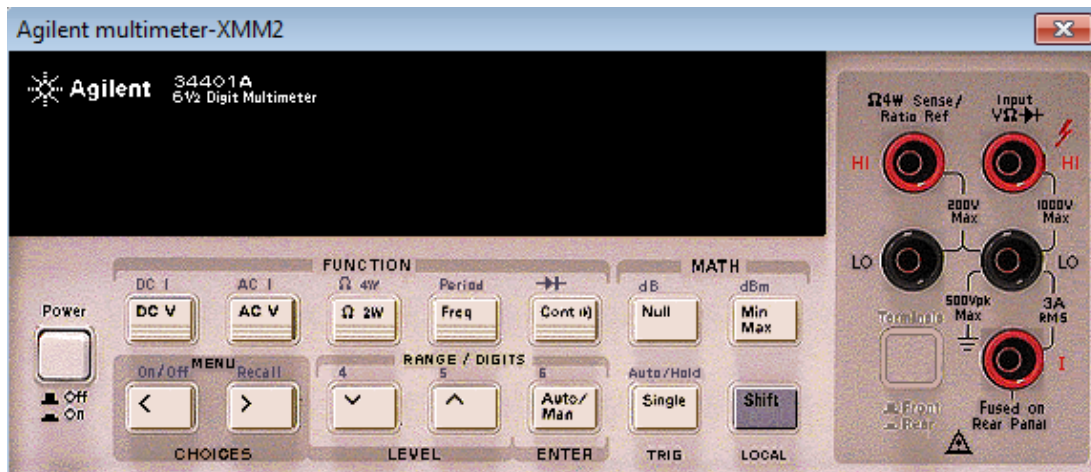 Agilent multimeter-XMM2
Agilent 34401A
6½ Digit Multimeter
Ω4W Sense/
Ratio Ref
Input
VΩ
HI
HI
200V
Max
1000V
Max
LO
LO
500Vpk
Max
3A
RMS
Terminals
I
Front
Rear
Fused on
Rear Panal
FUNCTION
MATH
DC I
AC I
Ω 4W
Period
dB
dBm
Power
DC V
AC V
Ω 2W
Freq
Cont
Null
Min
Max
MENU
RANGE / DIGITS
On/Off
Recall
4
5
6
Auto/Hold
Off
On
<
>
Auto/
Man
Single
Shift
CHOICES
LEVEL
ENTER
TRIG
LOCAL